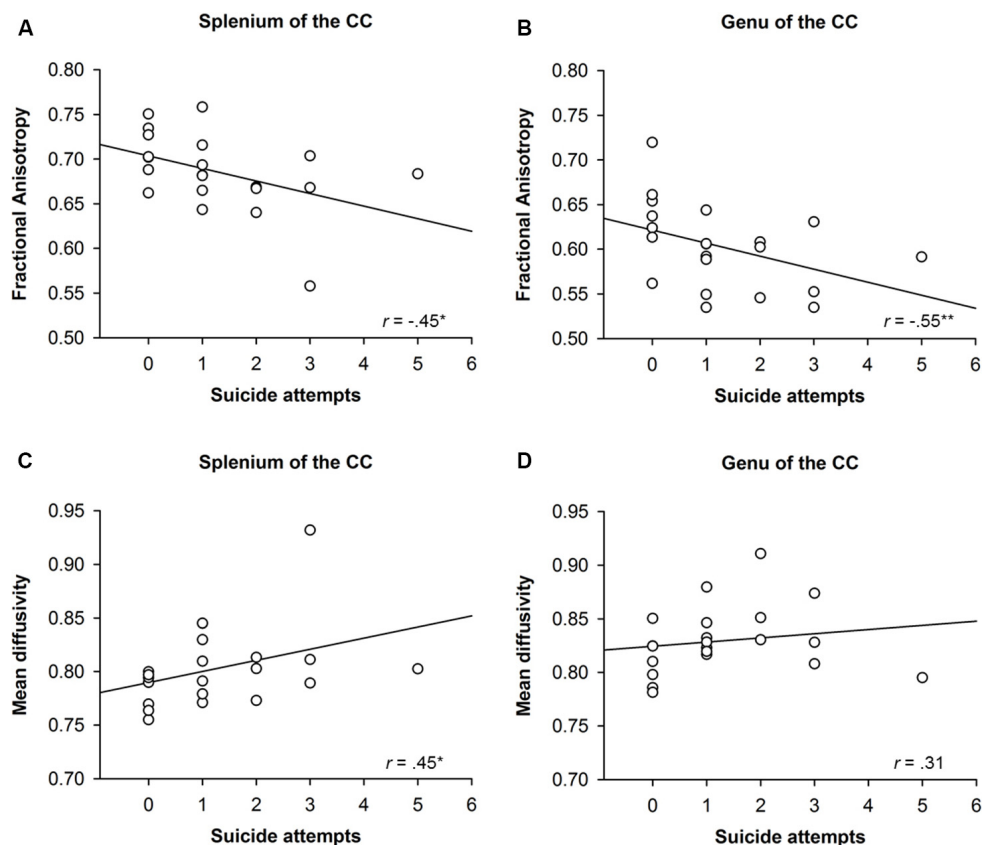 A
Splenium of the CC
Fractional Anisotropy
0.80
0.75
0.70
0.65
0.60
0.55
0.50
r = -.45*
0 1 2 3 4 5 6
Suicide attempts
B
Genu of the CC
Fractional Anisotropy
0.80
0.75
0.70
0.65
0.60
0.55
0.50
r = -.55**
0 1 2 3 4 5 6
Suicide attempts
C
Splenium of the CC
Mean diffusivity
0.95
0.90
0.85
0.80
0.75
0.70
r = .45*
0 1 2 3 4 5 6
Suicide attempts
D
Genu of the CC
Mean diffusivity
0.95
0.90
0.85
0.80
0.75
0.70
r = .31
0 1 2 3 4 5 6
Suicide attempts